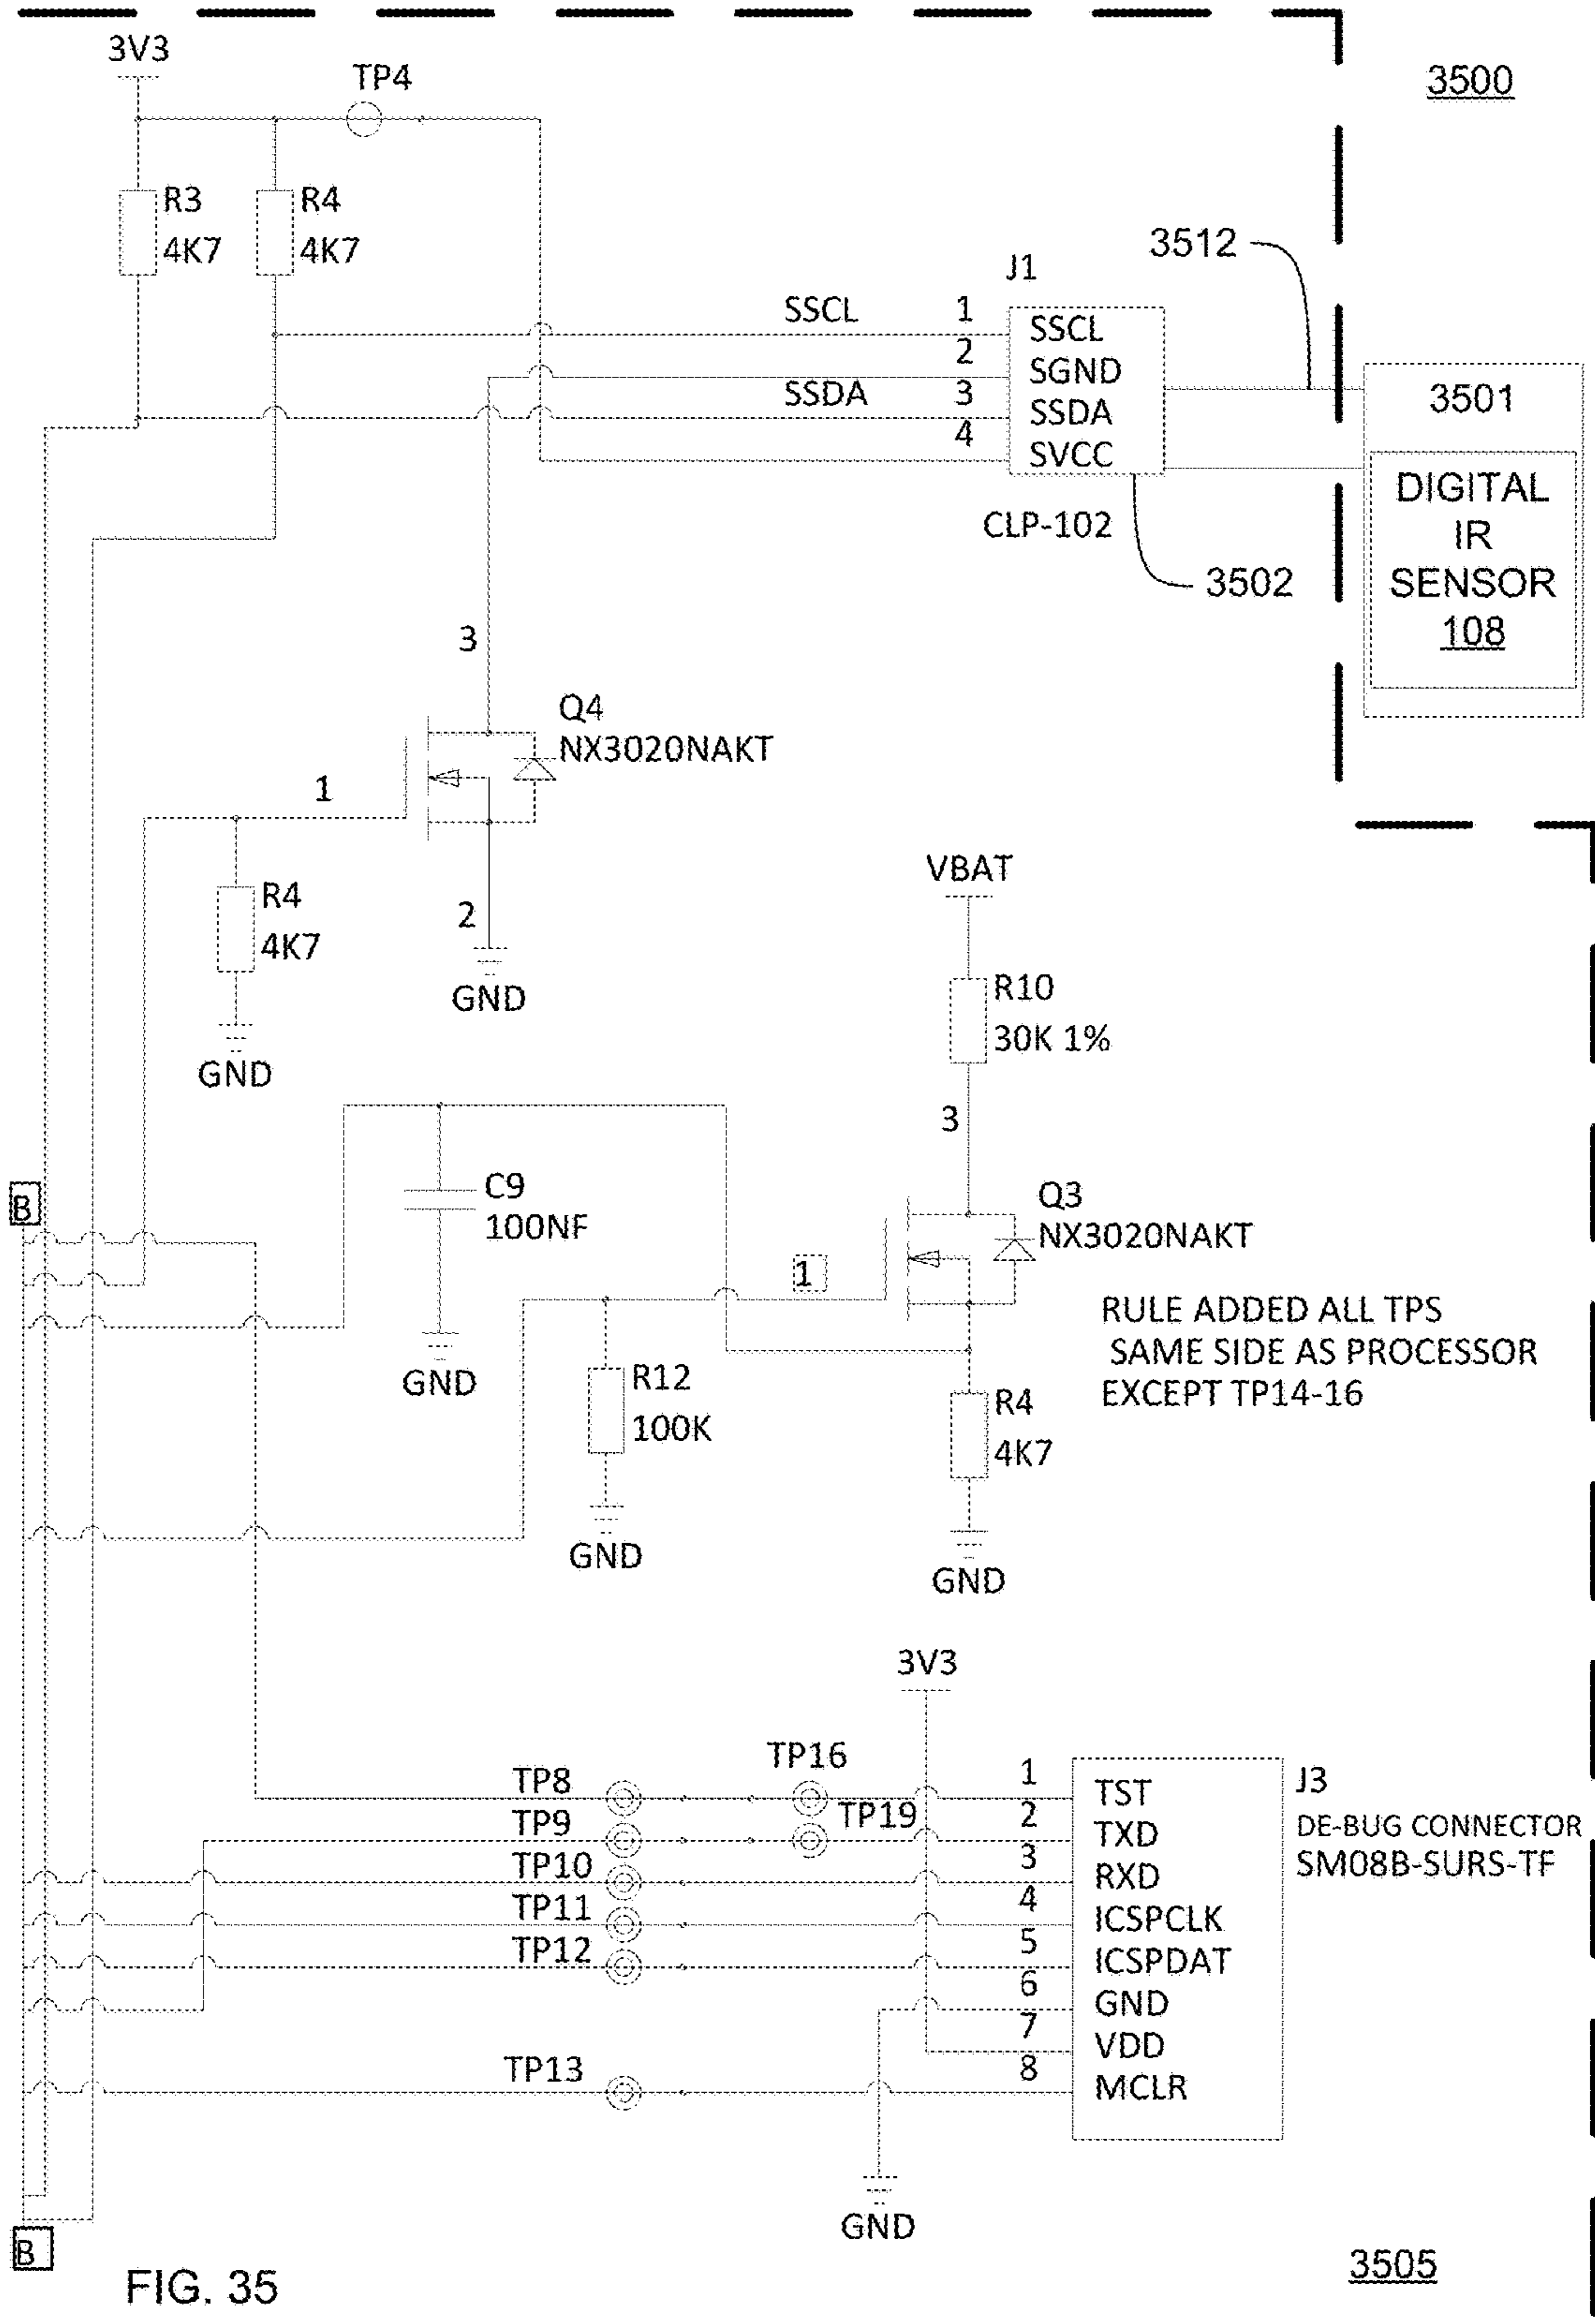 3500
3V3
TP4
R3
4K7
R4
4K7
3512
J1
SSCL
1
SSCL
2
SGND
SSDA
3
SSDA
4
SVCC
3501
DIGITAL
IR
SENSOR
108
CLP-102
3502
3
Q4
NX3020NAKT
1
R4
4K7
2
GND
GND
VBAT
R10
30K 1%
3
B
C9
100NF
GND
Q3
NX3020NAKT
1
RULE ADDED ALL TPS
SAME SIDE AS PROCESSOR
EXCEPT TP14-16
R12
100K
GND
R4
4K7
GND
3V3
TP8
TP16
1
TST
TP9
TP19
2
TXD
TP10
3
RXD
TP11
4
ICSPCLK
TP12
5
ICSPDAT
6
GND
7
VDD
TP13
8
MCLR
J3
DE-BUG CONNECTOR
SM08B-SURS-TF
GND
B
FIG. 35
3505